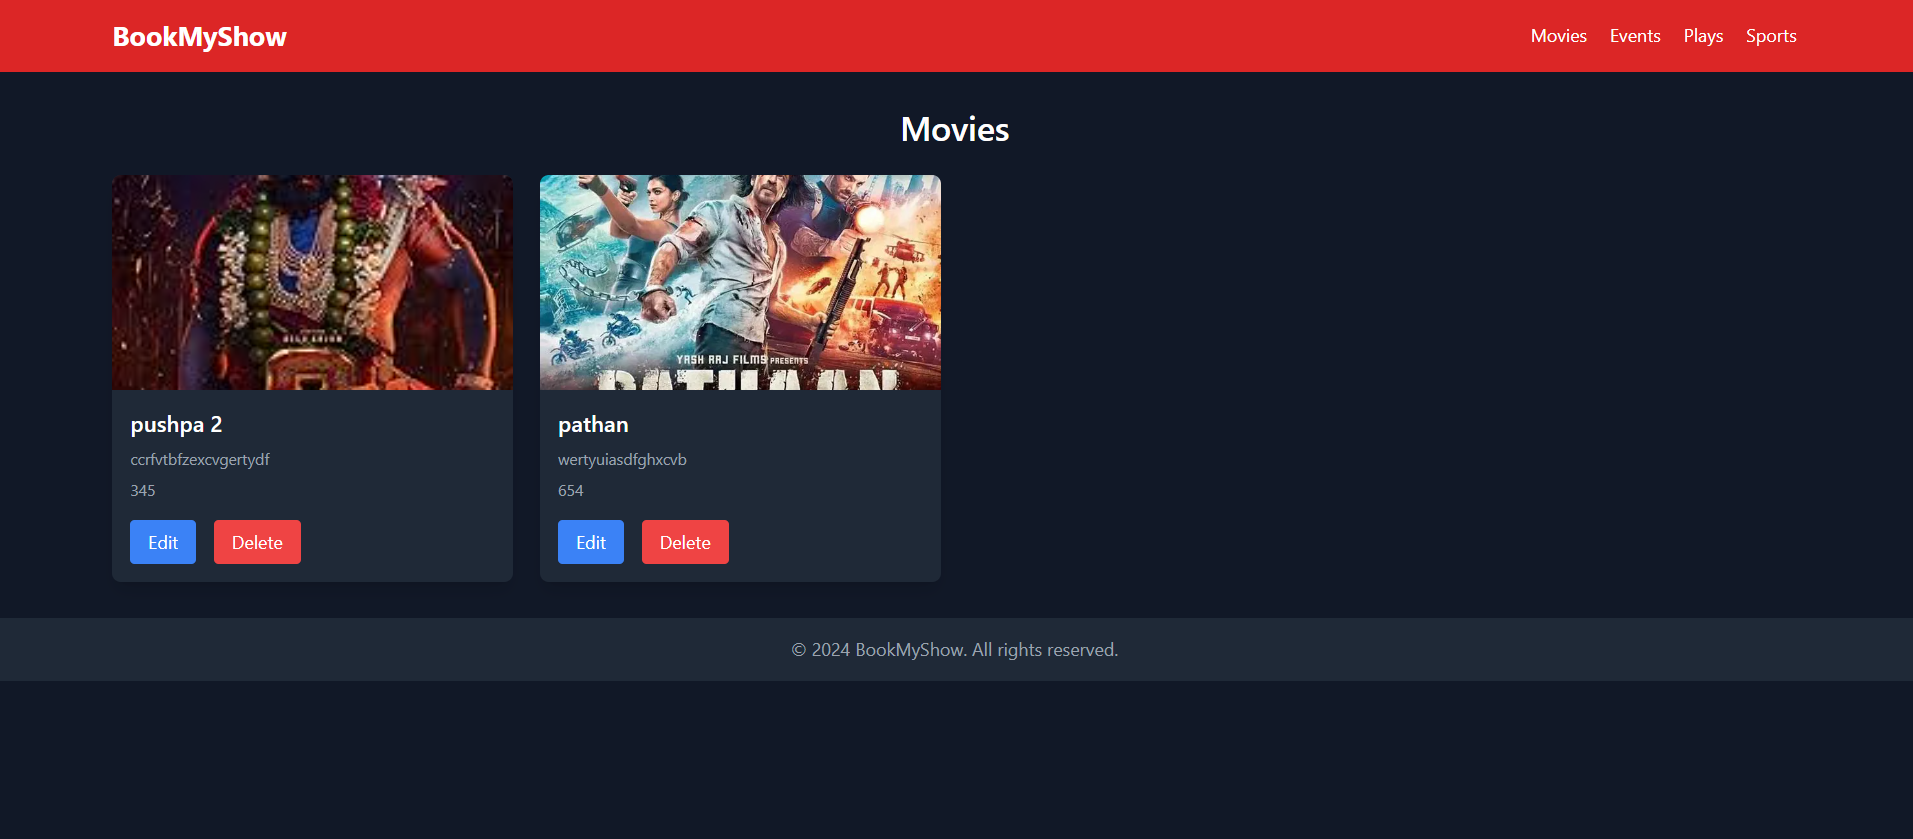 BookMyShow
Movies Events Plays Sports
Movies
YASH RAJ FILMS PRESENTS
PATHAAN
pushpa 2
ccrfvtbfzexcvgertydf
345
Edit Delete
pathan
wertyuiasdfghxcvb
654
Edit Delete
© 2024 BookMyShow. All rights reserved.